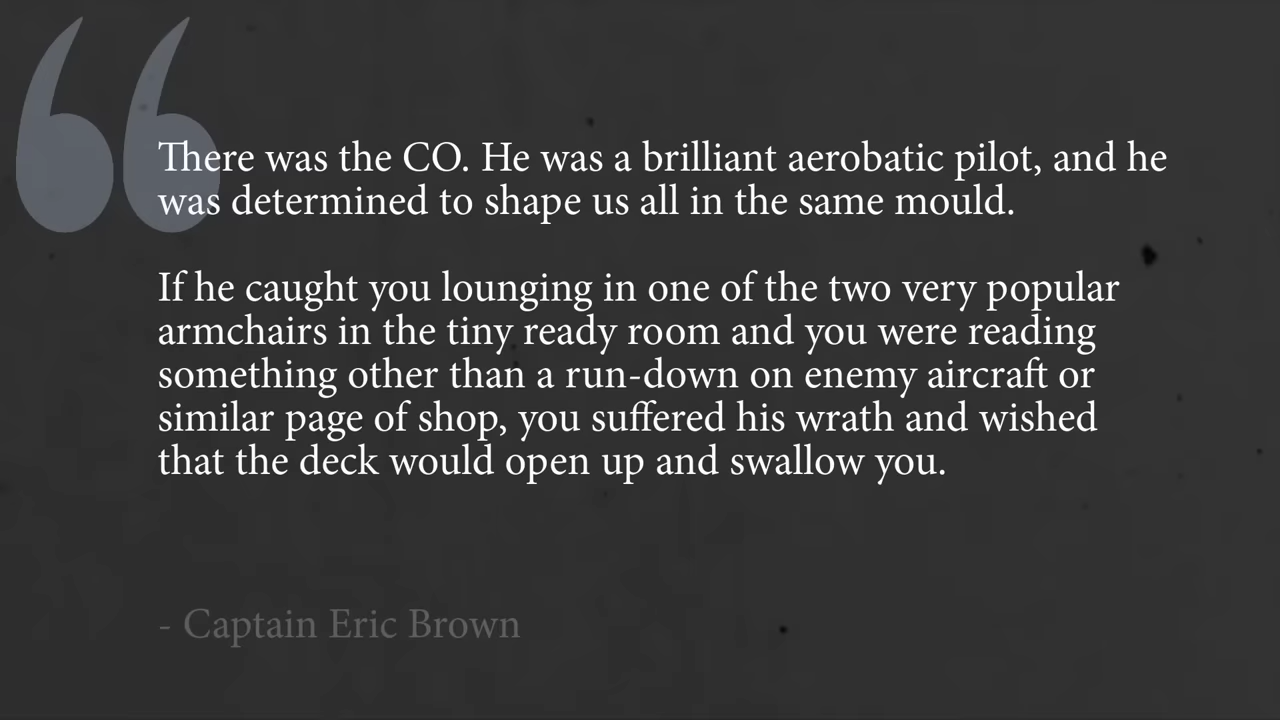 There was the CO. He was a brilliant aerobatic pilot, and he
was determined to shape us all in the same mould.
If he caught you lounging in one of the two very popular
armchairs in the tiny ready room and you were reading
something other than a run-down on enemy aircraft or
similar page of shop, you suffered his wrath and wished
that the deck would open up and swallow you.
- Captain Eric Brown